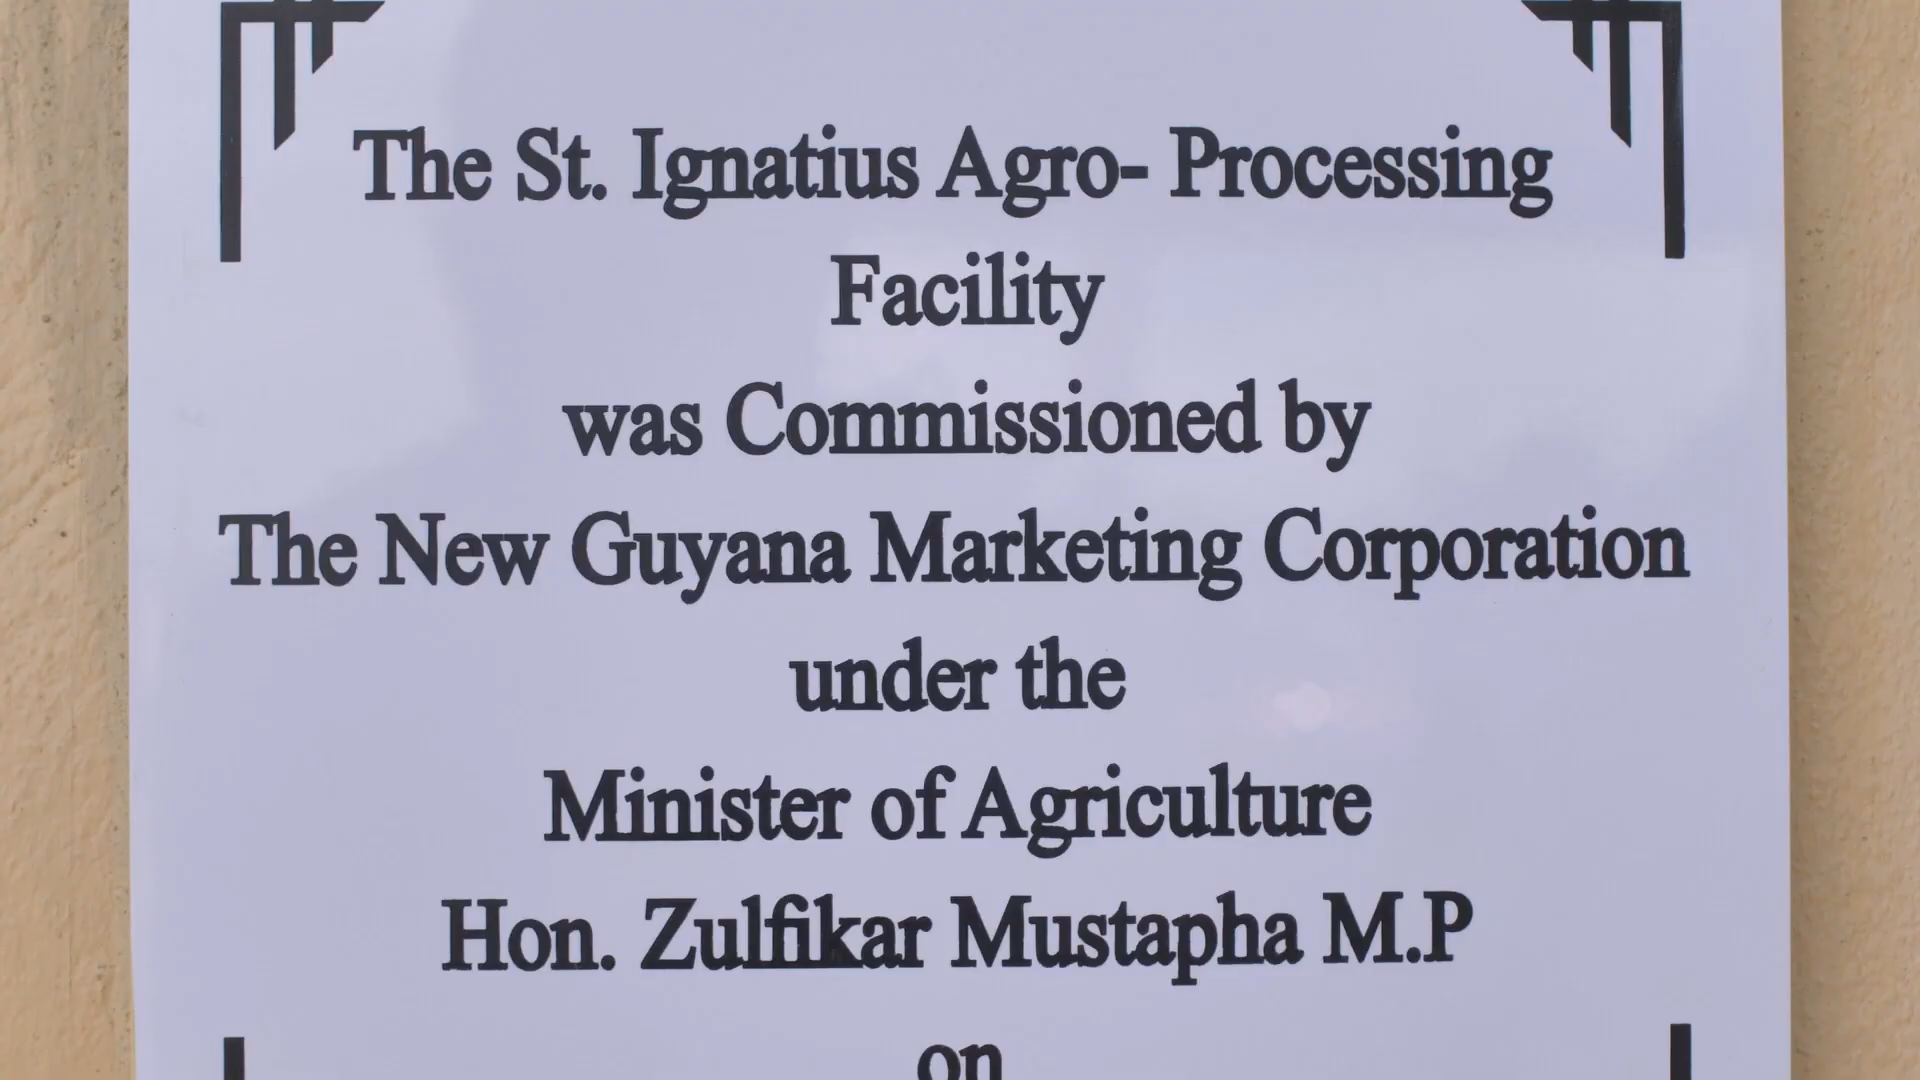 The St. Ignatius Agro- Processing
Facility
was Commissioned by
The New Guyana Marketing Corporation
under the
Minister of Agriculture
Hon. Zulfikar Mustapha M.P
on